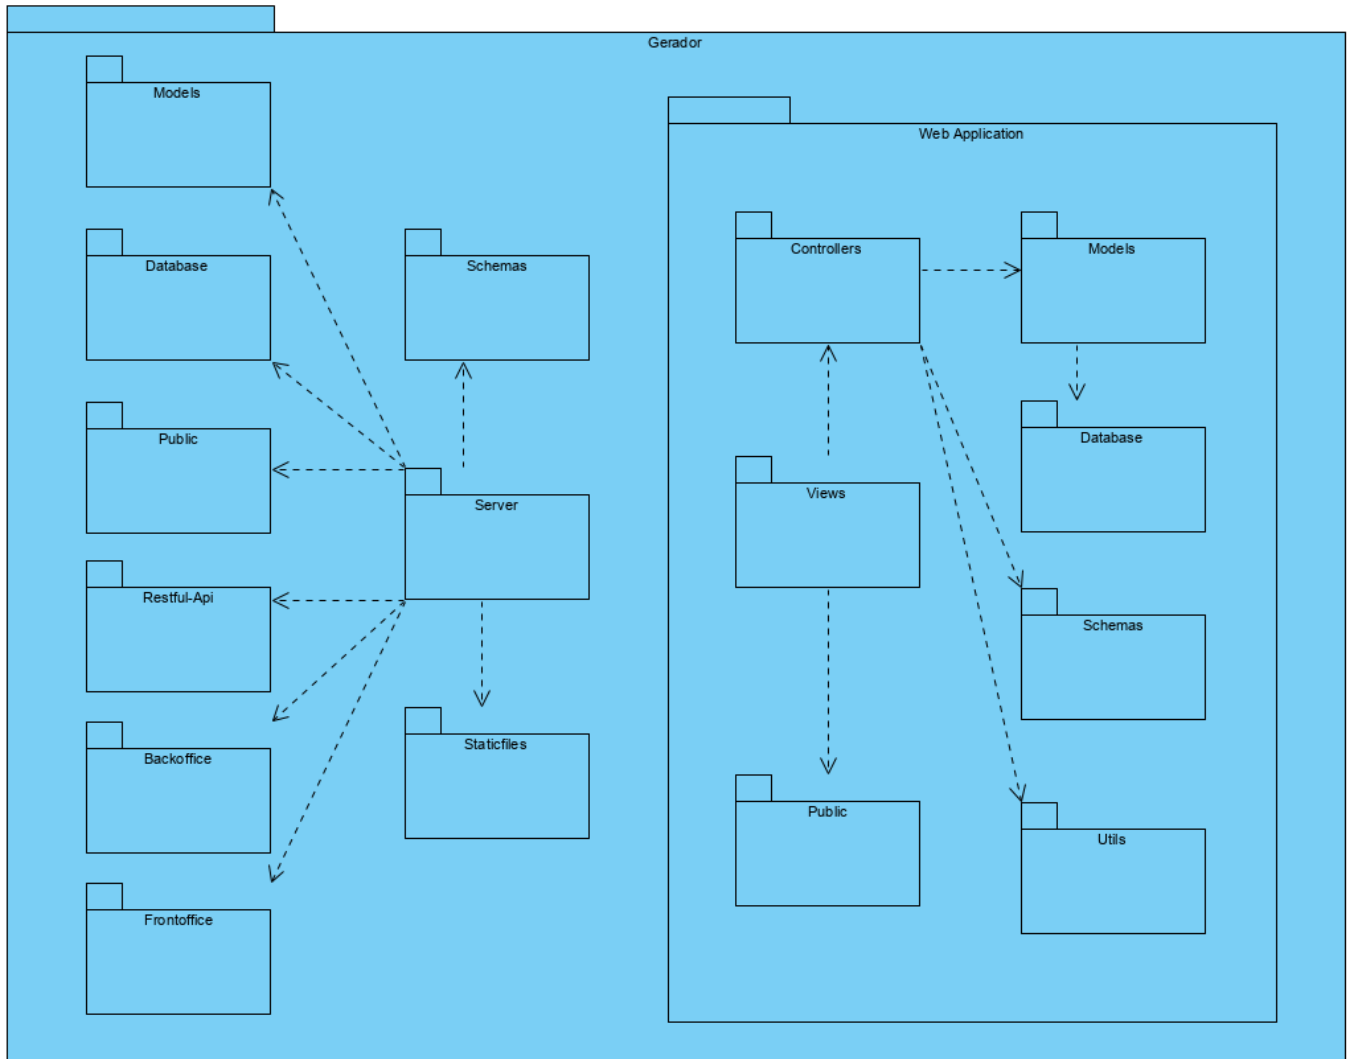 Gerador
Models
Database
Schemas
Public
Server
Restful-Api
Staticfiles
Backoffice
Frontoffice
Web Application
Controllers
Models
Database
Views
Schemas
Public
Utils